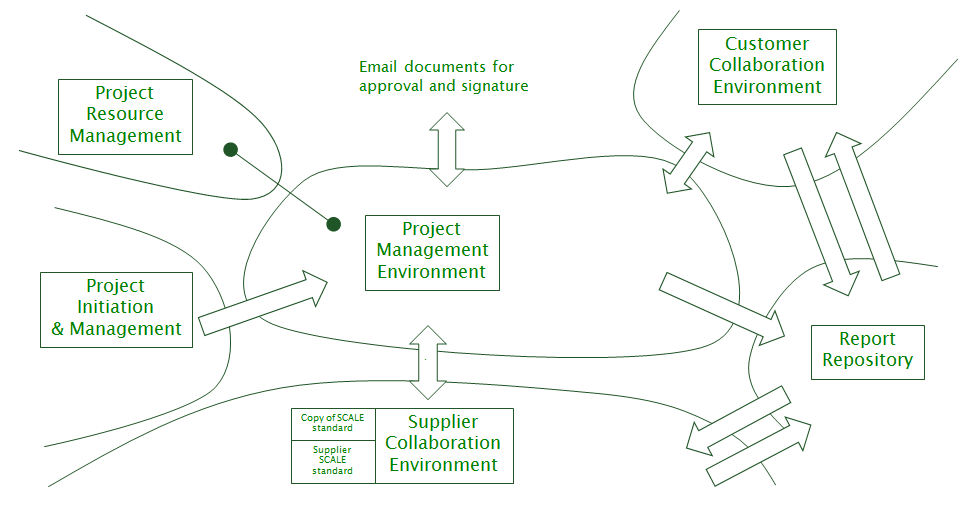 Email documents for
approval and signature
Customer
Collaboration
Environment
Project
Resource
Management
Project
Management
Environment
Project
Initiation
& Management
Report
Repository
Copy of SCALE
standard
Supplier
SCALE
standard
Supplier
Collaboration
Environment